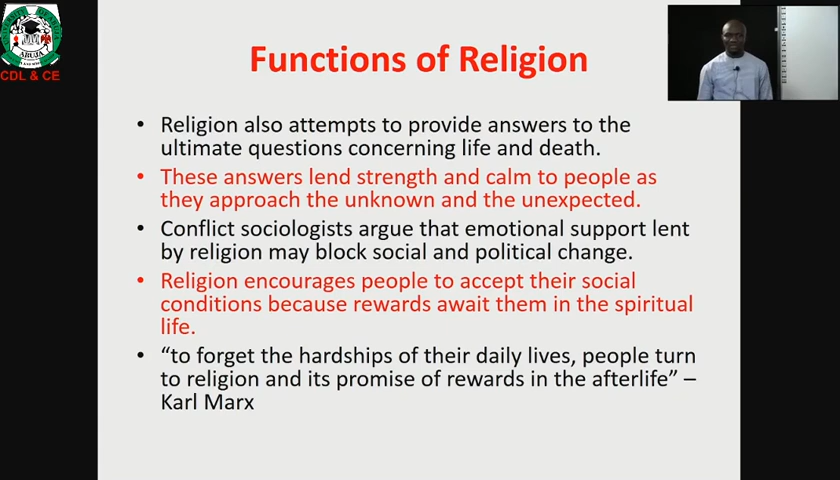 UNIVERSITY OF ABUJA
ABUJA
CDL & CE
Functions of Religion
• Religion also attempts to provide answers to the
ultimate questions concerning life and death.
• These answers lend strength and calm to people as
they approach the unknown and the unexpected.
• Conflict sociologists argue that emotional support lent
by religion may block social and political change.
• Religion encourages people to accept their social
conditions because rewards await them in the spiritual
life.
• “to forget the hardships of their daily lives, people turn
to religion and its promise of rewards in the afterlife” –
Karl Marx